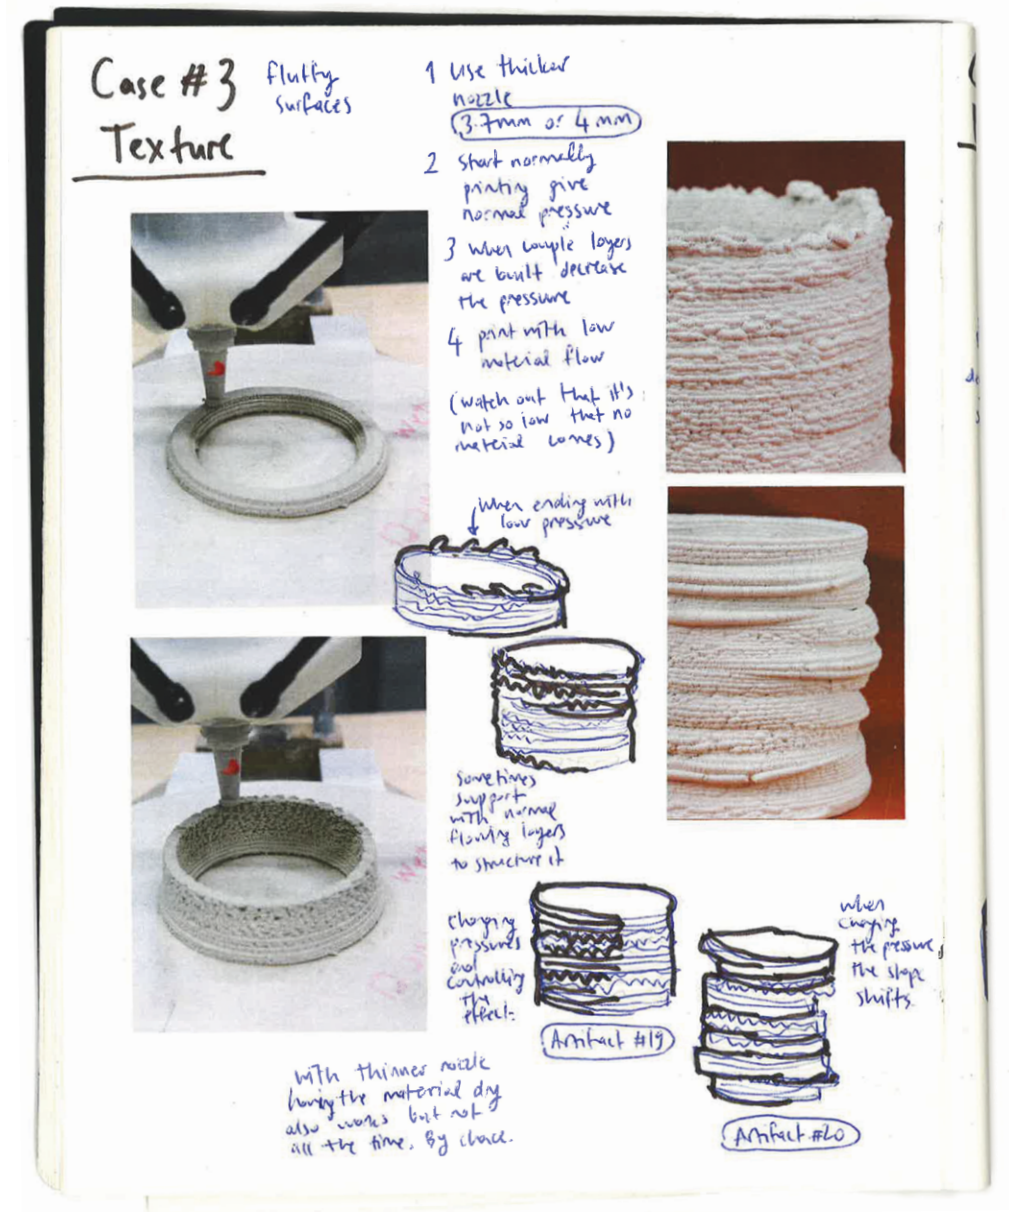 Case #3
Texture
fluffy
surfaces
1 Use thicker
nozzle
3.7mm or 4mm
2 Start normally
printing give
normal pressure
3 when couple layers
are built decrease
the pressure
4 print with low
material flow
(watch out that it's
not so low that no
material comes)
when ending with
low pressure
Sometimes
support
with normal
flowing layers
to structure it
Changing
pressures
and
controlling
the
effect.
Artifact #19
when
changing
the pressure,
the shape
shifts.
Artifact #20
with thinner nozzle
having the material dry
also works but not
all the time. By chance.